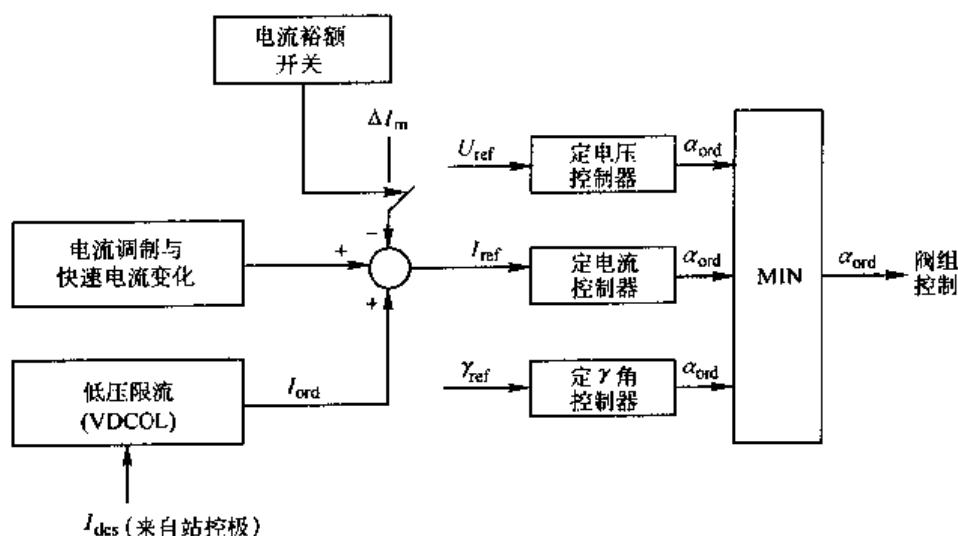 电流裕额
开关
ΔIm
Uref
定电压
控制器
αord
电流调制与
快速电流变化
+
−
+
Iref
定电流
控制器
αord
MIN
αord
阀组
控制
低压限流
(VDCOL)
Iord
γref
定γ角
控制器
αord
Ides(来自站控极)